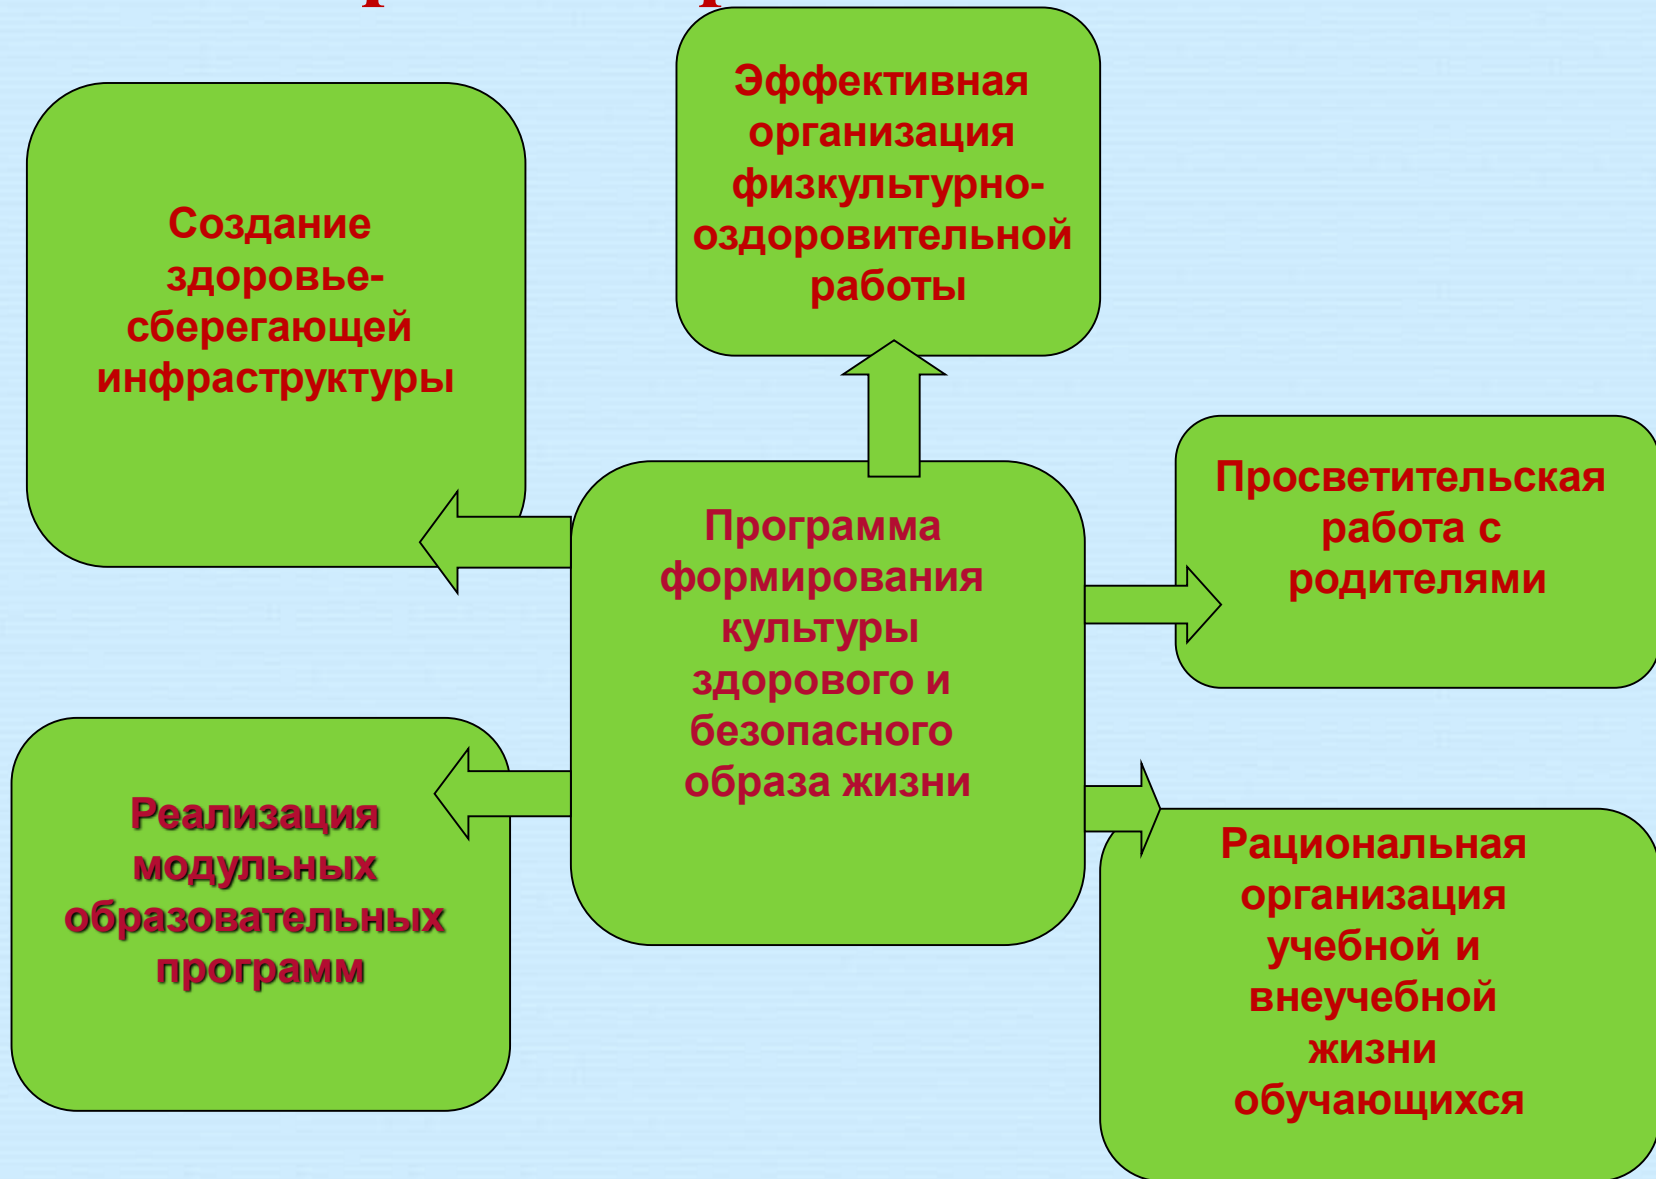 Эффективная
организация
физкультурно-
оздоровительной
работы
Создание
здоровье-
сберегающей
инфраструктуры
Просветительская
работа с
родителями
Программа
формирования
культуры
здорового и
безопасного
образа жизни
Реализация
модульных
образовательных
программ
Рациональная
организация
учебной и
внеучебной
жизни
обучающихся